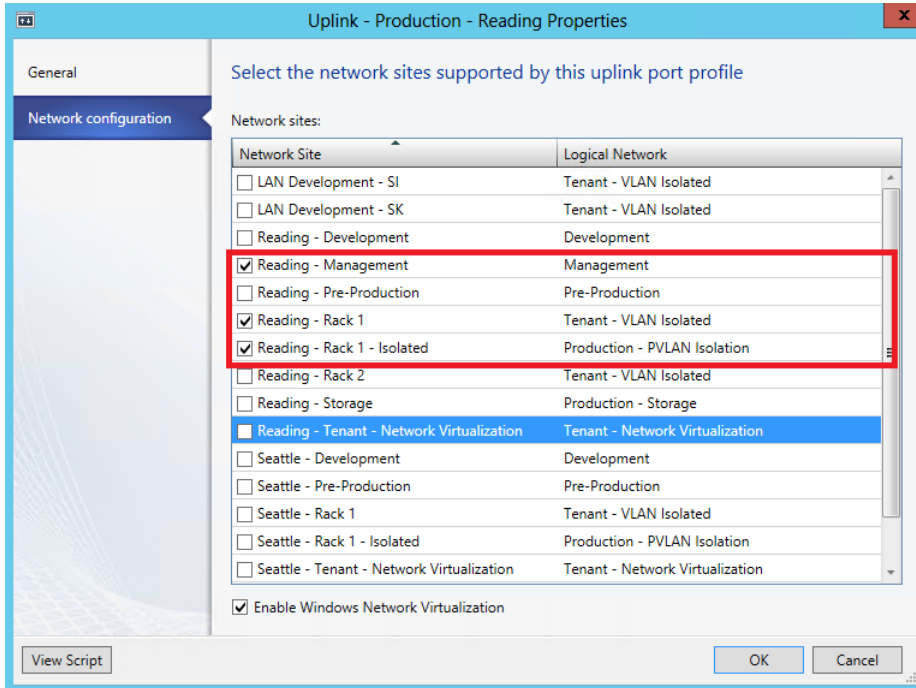 Uplink - Production - Reading Properties
x
General
Network configuration
Select the network sites supported by this uplink port profile
Network sites:
Network Site Logical Network
LAN Development - SI Tenant - VLAN Isolated
LAN Development - SK Tenant - VLAN Isolated
Reading - Development Development
Reading - Management Management
Reading - Pre-Production Pre-Production
Reading - Rack 1 Tenant - VLAN Isolated
Reading - Rack 1 - Isolated Production - PVLAN Isolation
Reading - Rack 2 Tenant - VLAN Isolated
Reading - Storage Production - Storage
Reading - Tenant - Network Virtualization Tenant - Network Virtualization
Seattle - Development Development
Seattle - Pre-Production Pre-Production
Seattle - Rack 1 Tenant - VLAN Isolated
Seattle - Rack 1 - Isolated Production - PVLAN Isolation
Seattle - Tenant - Network Virtualization Tenant - Network Virtualization
Enable Windows Network Virtualization
View Script OK Cancel